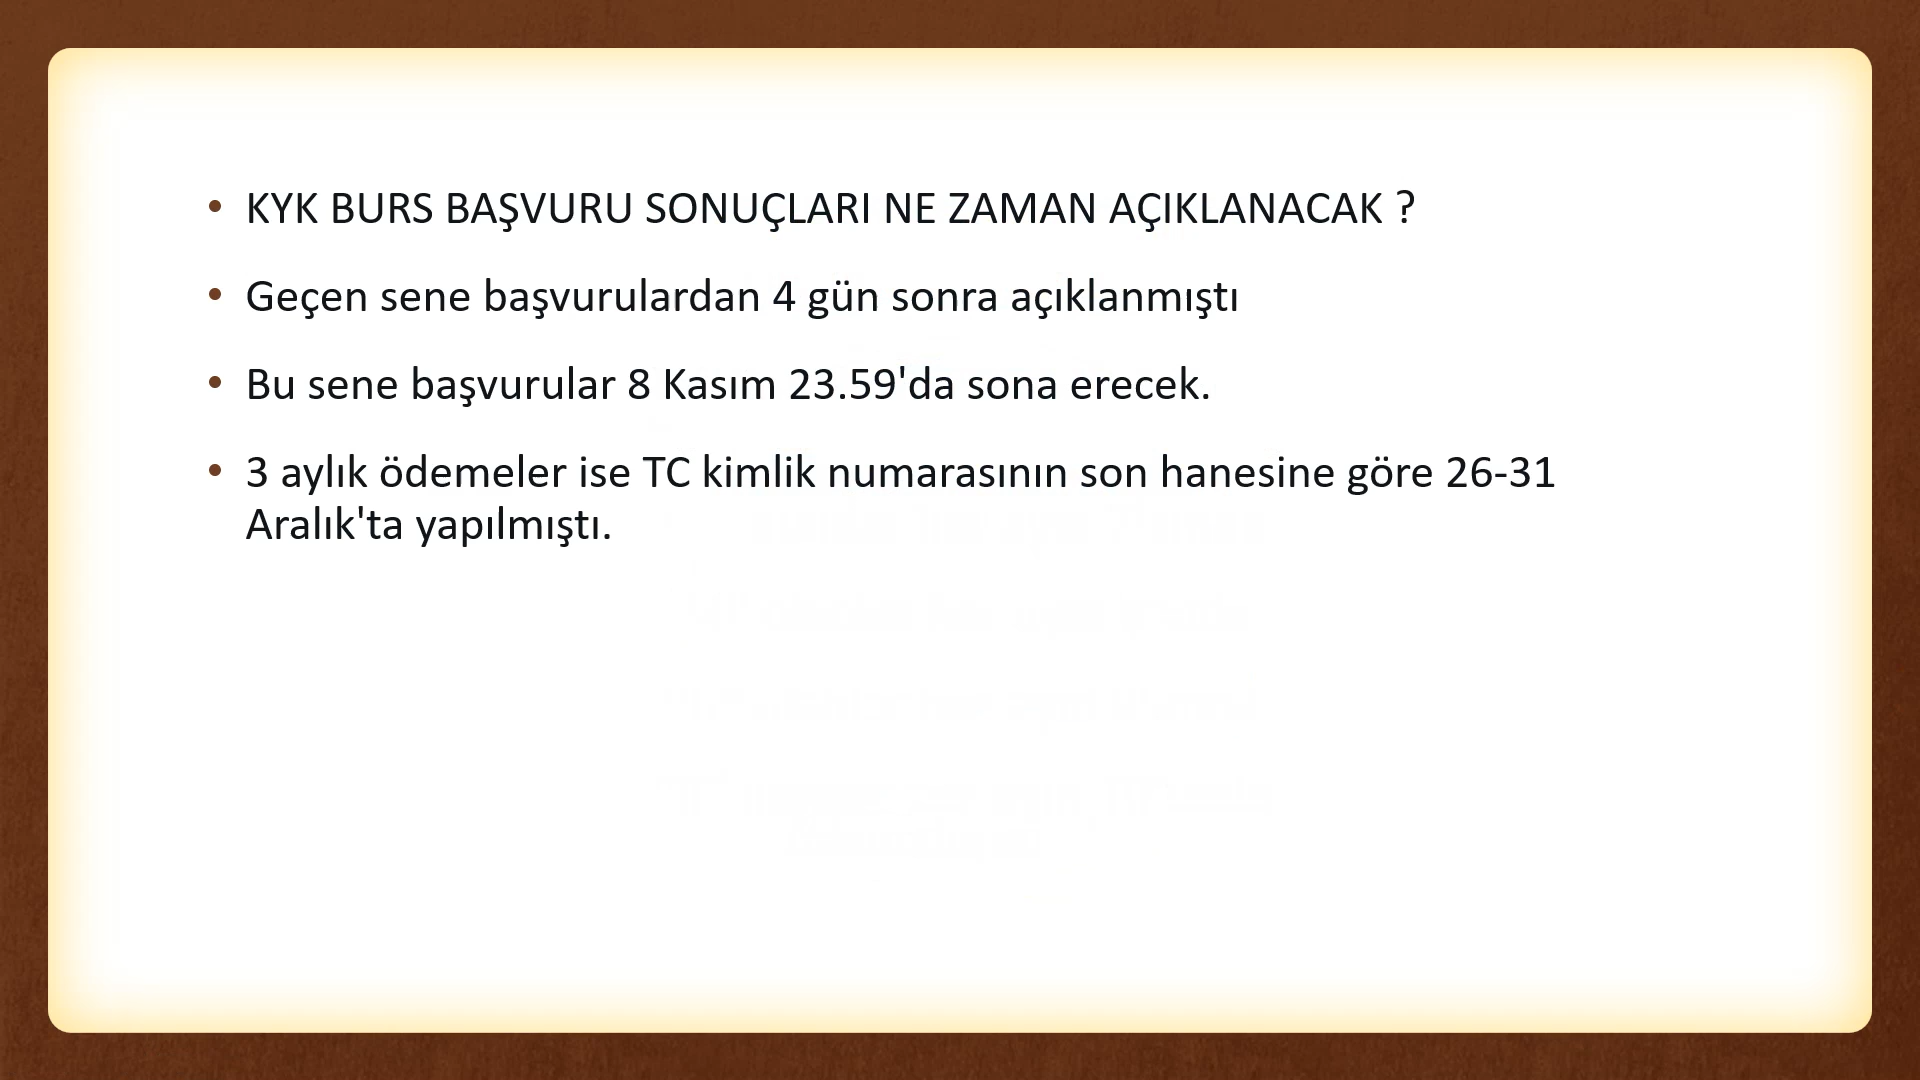 • KYK BURS BAŞVURU SONUÇLARI NE ZAMAN AÇIKLANACAK ?
• Geçen sene başvurulardan 4 gün sonra açıklanmıştı
• Bu sene başvurular 8 Kasım 23.59'da sona erecek.
• 3 aylık ödemeler ise TC kimlik numarasının son hanesine göre 26-31
Aralık'ta yapılmıştı.